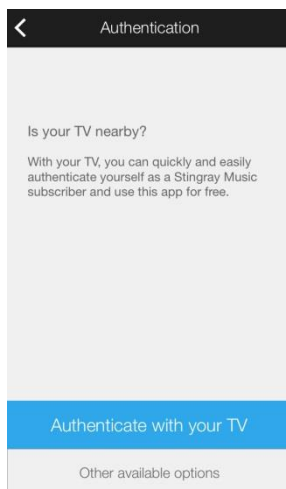 Authentication
Is your TV nearby?
With your TV, you can quickly and easily
authenticate yourself as a Stingray Music
subscriber and use this app for free.
Authenticate with your TV
Other available options